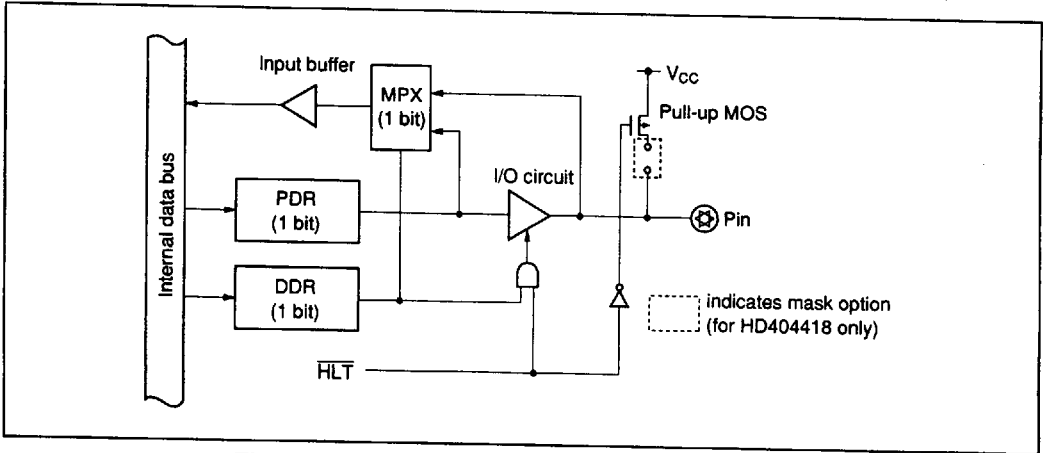 Input buffer
MPX
(1 bit)
VCC
Pull-up MOS
I/O circuit
Internal data bus
PDR
(1 bit)
Pin
DDR
(1 bit)
indicates mask option
(for HD404418 only)
HLT